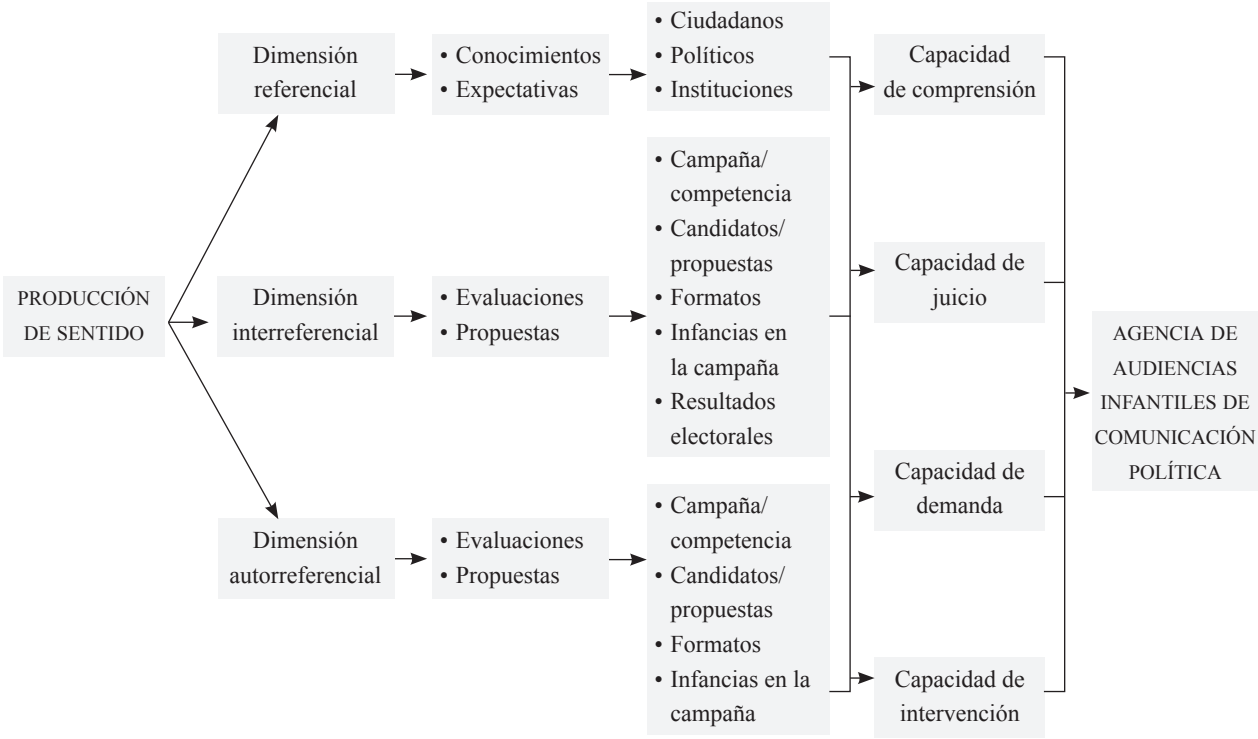 PRODUCCIÓN
DE SENTIDO
Dimensión
referencial
• Conocimientos
• Expectativas
• Ciudadanos
• Políticos
• Instituciones
Dimensión
interreferencial
• Evaluaciones
• Propuestas
• Campaña/
competencia
• Candidatos/
propuestas
• Formatos
• Infancias en
la campaña
• Resultados
electorales
Dimensión
autorreferencial
• Evaluaciones
• Propuestas
• Campaña/
competencia
• Candidatos/
propuestas
• Formatos
• Infancias en la
campaña
Capacidad
de comprensión
Capacidad de
juicio
Capacidad de
demanda
Capacidad de
intervención
AGENCIA DE
AUDIENCIAS
INFANTILES DE
COMUNICACIÓN
POLÍTICA